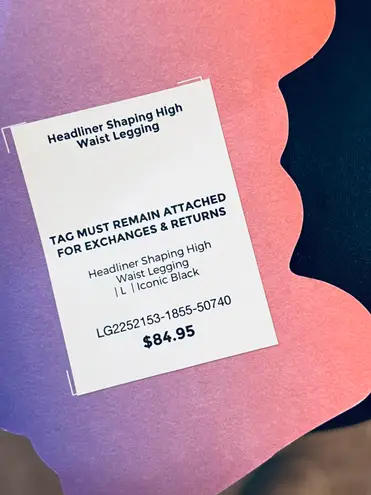 Headliner Shaping High
Waist Legging
TAG MUST REMAIN ATTACHED
FOR EXCHANGES & RETURNS
Headliner Shaping High
Waist Legging
| L | Iconic Black
LG2252153-1855-50740
$84.95